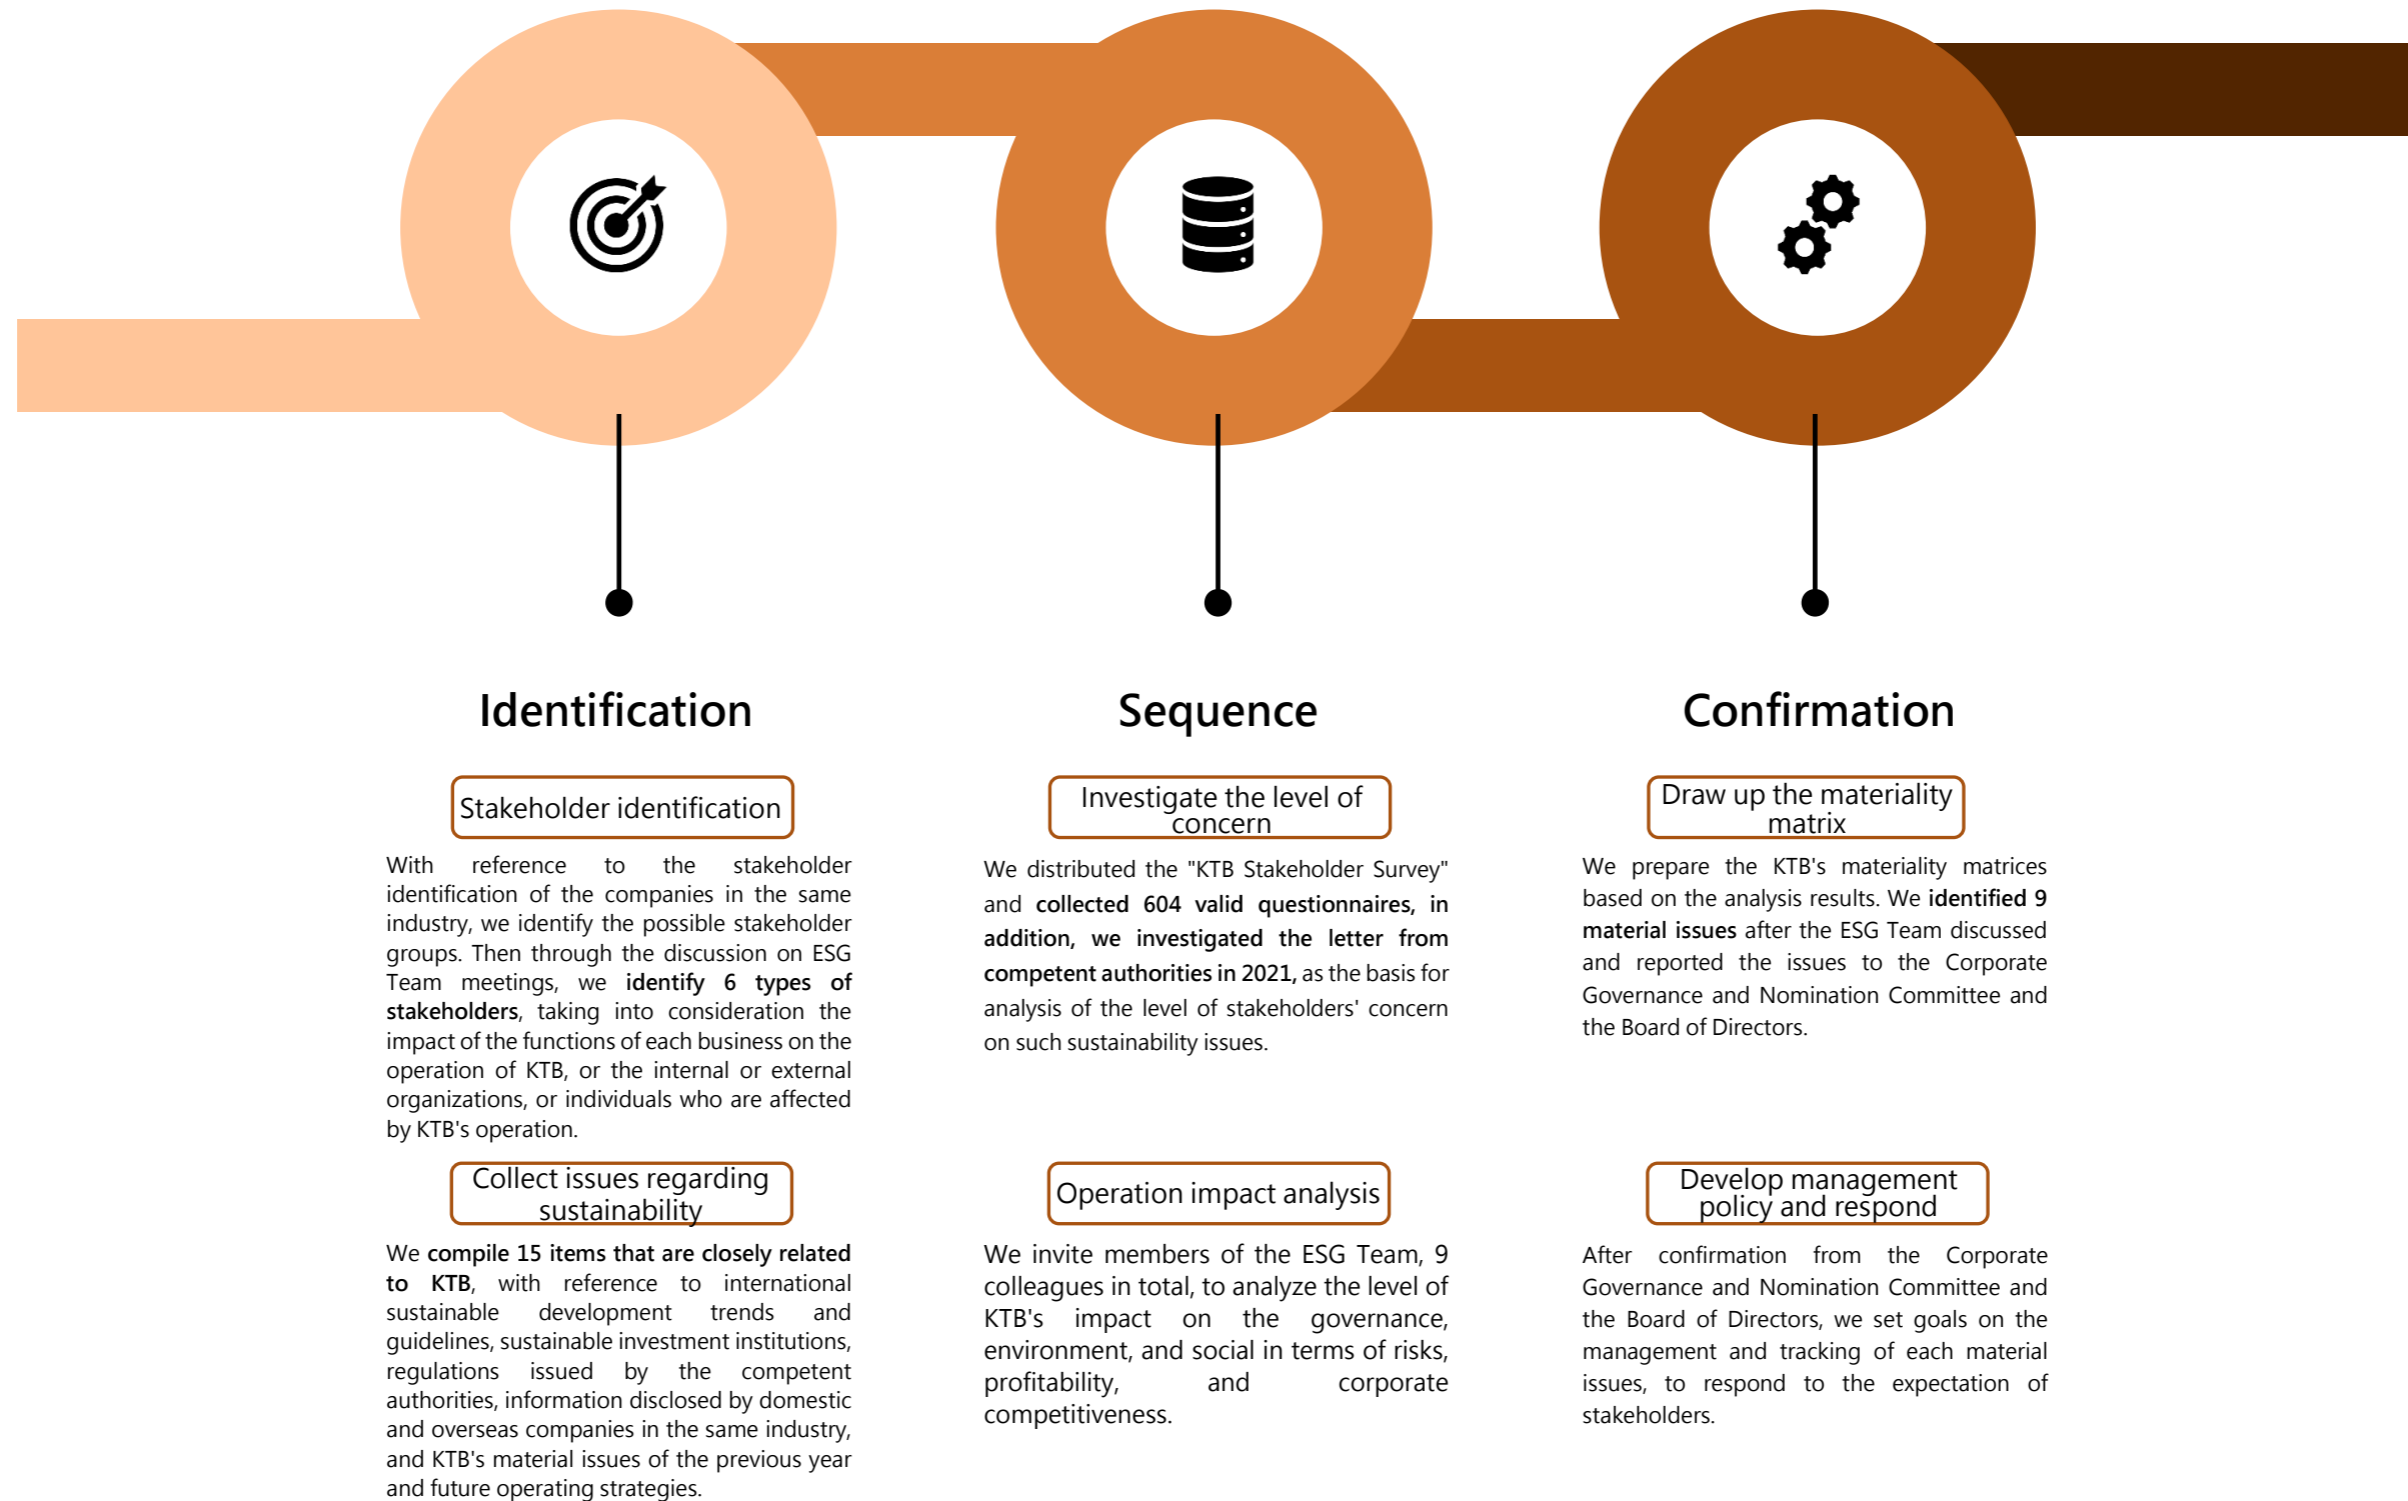 Identification
Stakeholder identification
With reference to the stakeholder
identification of the companies in the same
industry, we identify the possible stakeholder
groups. Then through the discussion on ESG
Team meetings, we identify 6 types of
stakeholders, taking into consideration the
impact of the functions of each business on the
operation of KTB, or the internal or external
organizations, or individuals who are affected
by KTB's operation.
Collect issues regarding
sustainability
We compile 15 items that are closely related
to KTB, with reference to international
sustainable development trends and
guidelines, sustainable investment institutions,
regulations issued by the competent
authorities, information disclosed by domestic
and overseas companies in the same industry,
and KTB's material issues of the previous year
and future operating strategies.
Sequence
Investigate the level of
concern
We distributed the "KTB Stakeholder Survey"
and collected 604 valid questionnaires, in
addition, we investigated the letter from
competent authorities in 2021, as the basis for
analysis of the level of stakeholders' concern
on such sustainability issues.
Operation impact analysis
We invite members of the ESG Team, 9
colleagues in total, to analyze the level of
KTB's impact on the governance,
environment, and social in terms of risks,
profitability, and corporate
competitiveness.
Confirmation
Draw up the materiality
matrix
We prepare the KTB's materiality matrices
based on the analysis results. We identified 9
material issues after the ESG Team discussed
and reported the issues to the Corporate
Governance and Nomination Committee and
the Board of Directors.
Develop management
policy and respond
After confirmation from the Corporate
Governance and Nomination Committee and
the Board of Directors, we set goals on the
management and tracking of each material
issues, to respond to the expectation of
stakeholders.